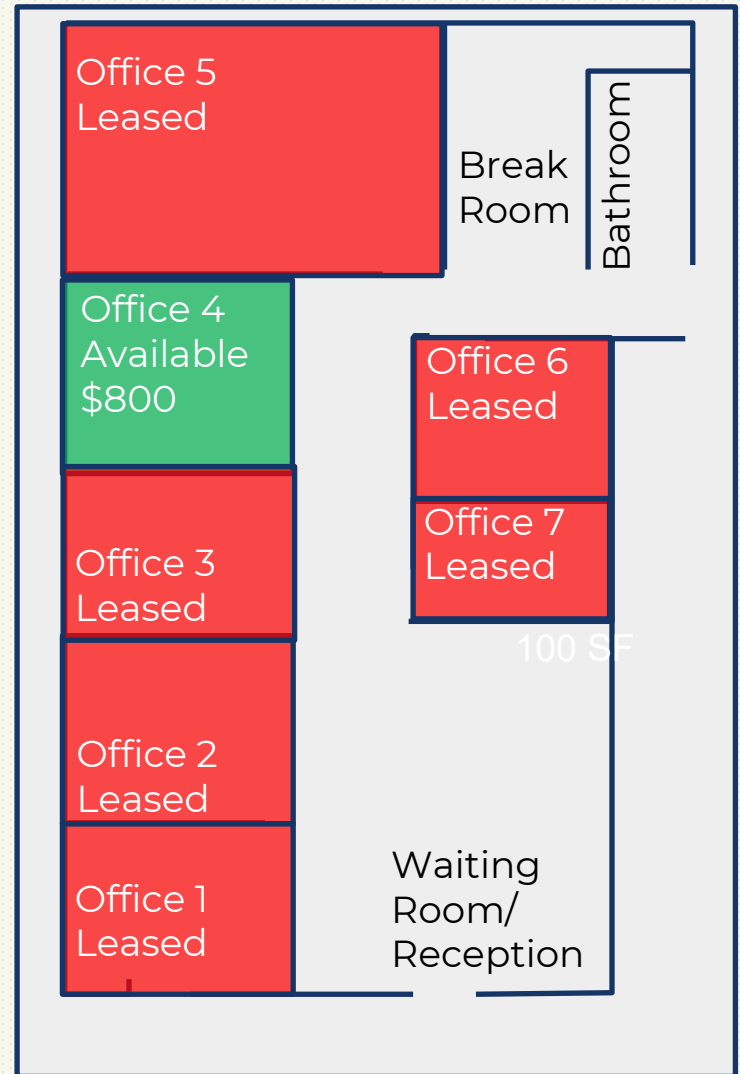 Office 5
Leased
Break
Room
Bathroom
Office 4
Available
$800
Office 6
Leased
Office 7
Leased
Office 3
Leased
100 SF
Office 2
Leased
Waiting
Room/
Reception
Office 1
Leased